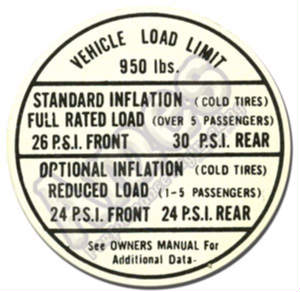 VEHICLE LOAD LIMIT
950 lbs.
STANDARD INFLATION - (COLD TIRES)
FULL RATED LOAD (OVER 5 PASSENGERS)
26 P.S.I. FRONT 30 P.S.I. REAR
OPTIONAL INFLATION (COLD TIRES)
REDUCED LOAD (1-5 PASSENGERS)
24 P.S.I. FRONT 24 P.S.I. REAR
See OWNERS MANUAL For
Additional Data-